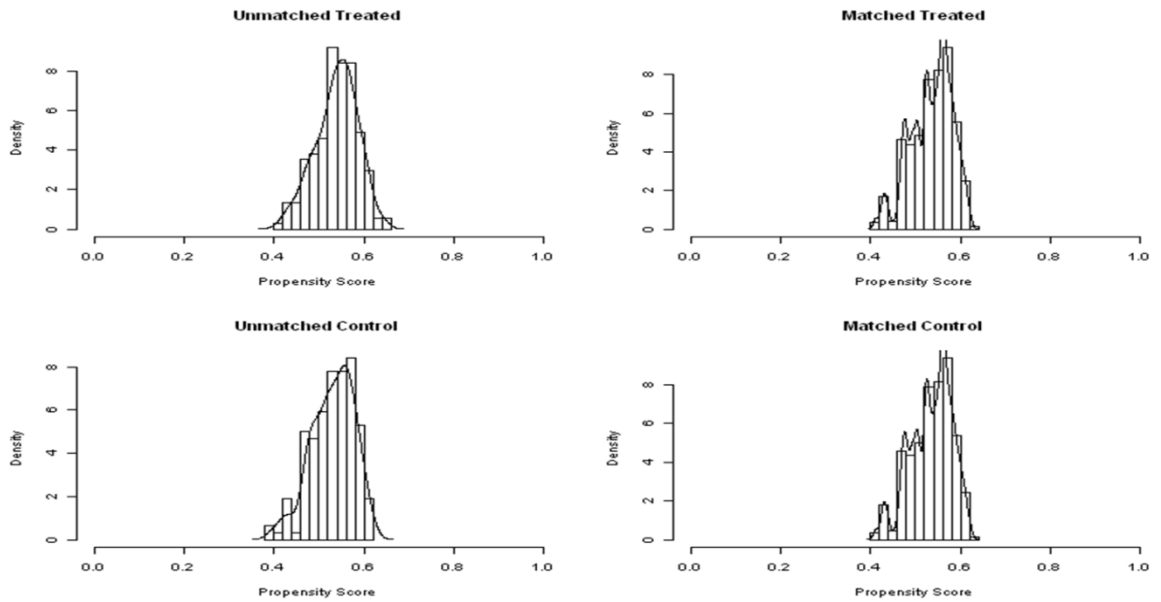 Unmatched Treated
Density
8
6
4
2
0
0.0 0.2 0.4 0.6 0.8 1.0
Propensity Score
Matched Treated
Density
8
6
4
2
0
0.0 0.2 0.4 0.6 0.8 1.0
Propensity Score
Unmatched Control
Density
8
6
4
2
0
0.0 0.2 0.4 0.6 0.8 1.0
Propensity Score
Matched Control
Density
8
6
4
2
0
0.0 0.2 0.4 0.6 0.8 1.0
Propensity Score